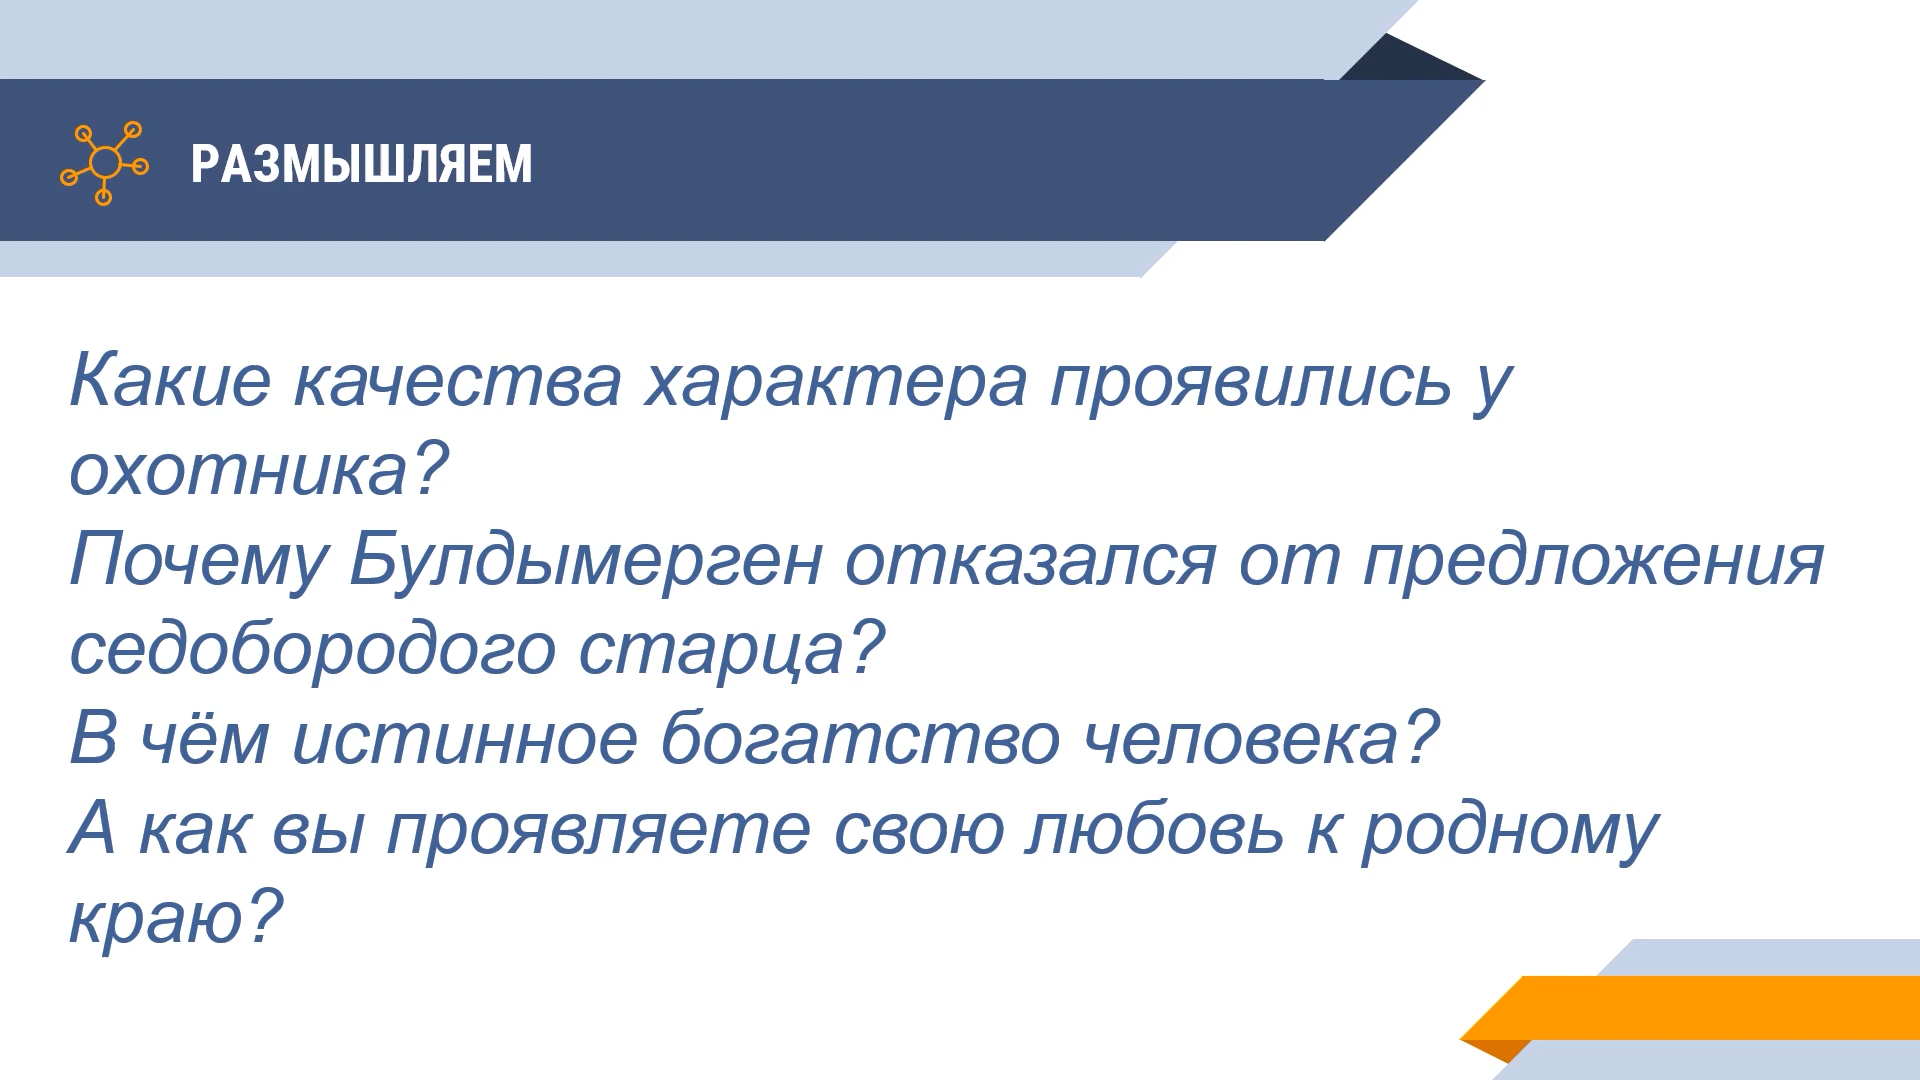 РАЗМЫШЛЯЕМ
Какие качества характера проявились у
охотника?
Почему Булдымерген отказался от предложения
седобородого старца?
В чём истинное богатство человека?
А как вы проявляете свою любовь к родному
краю?